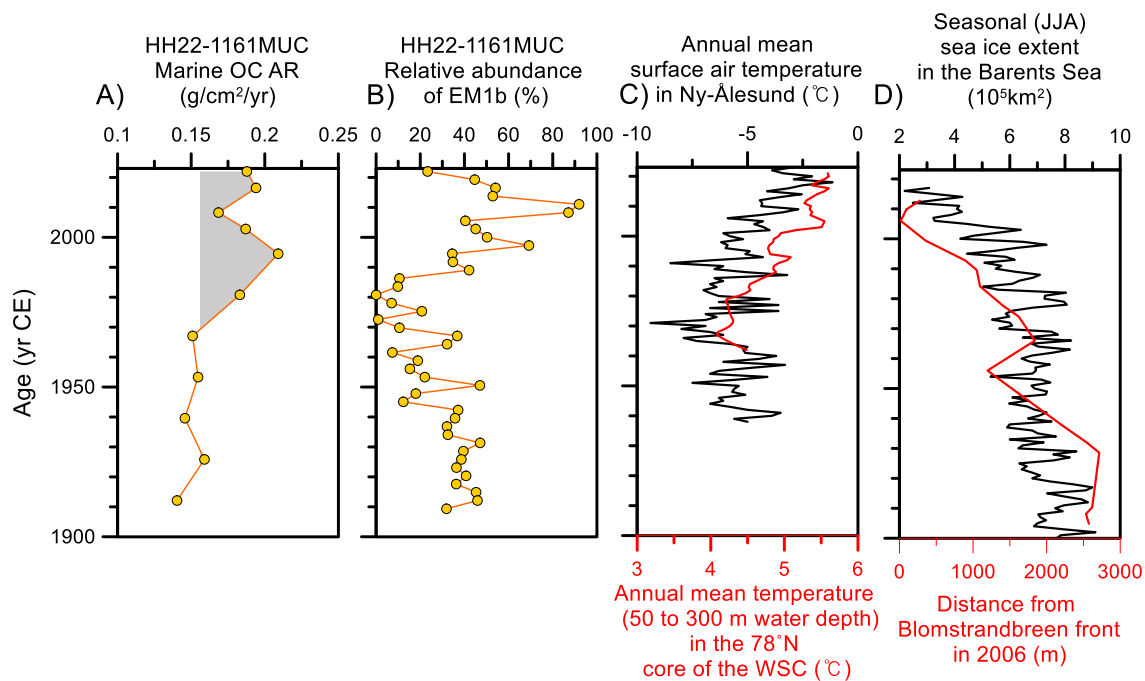 HH22-1161MUC
Marine OC AR
(g/cm²/yr)
A)
0.1 0.15 0.2 0.25
HH22-1161MUC
Relative abundance
of EM1b (%)
B)
0 20 40 60 80 100
Annual mean
surface air temperature
in Ny-Ålesund (℃)
C)
-10 -5 0
Seasonal (JJA)
sea ice extent
in the Barents Sea
(10⁵km²)
D)
2 4 6 8 10
Age (yr CE)
2000
1950
1900
3 4 5 6
Annual mean temperature
(50 to 300 m water depth)
in the 78˚N
core of the WSC (℃)
0 1000 2000 3000
Distance from
Blomstrandbreen front
in 2006 (m)